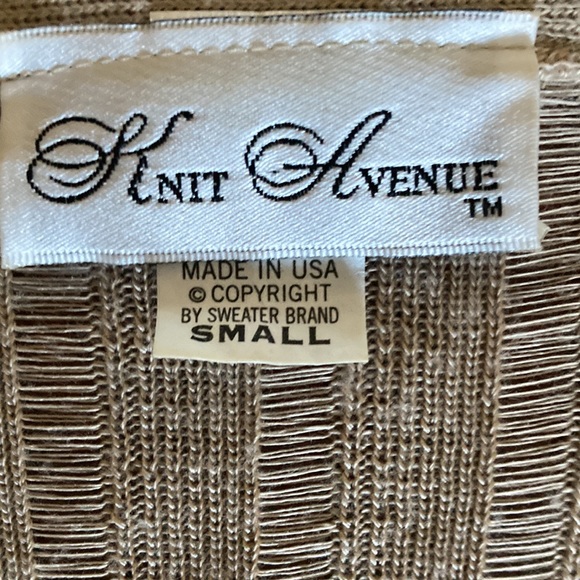 Knit Avenue
TM
MADE IN USA
© COPYRIGHT
BY SWEATER BRAND
SMALL